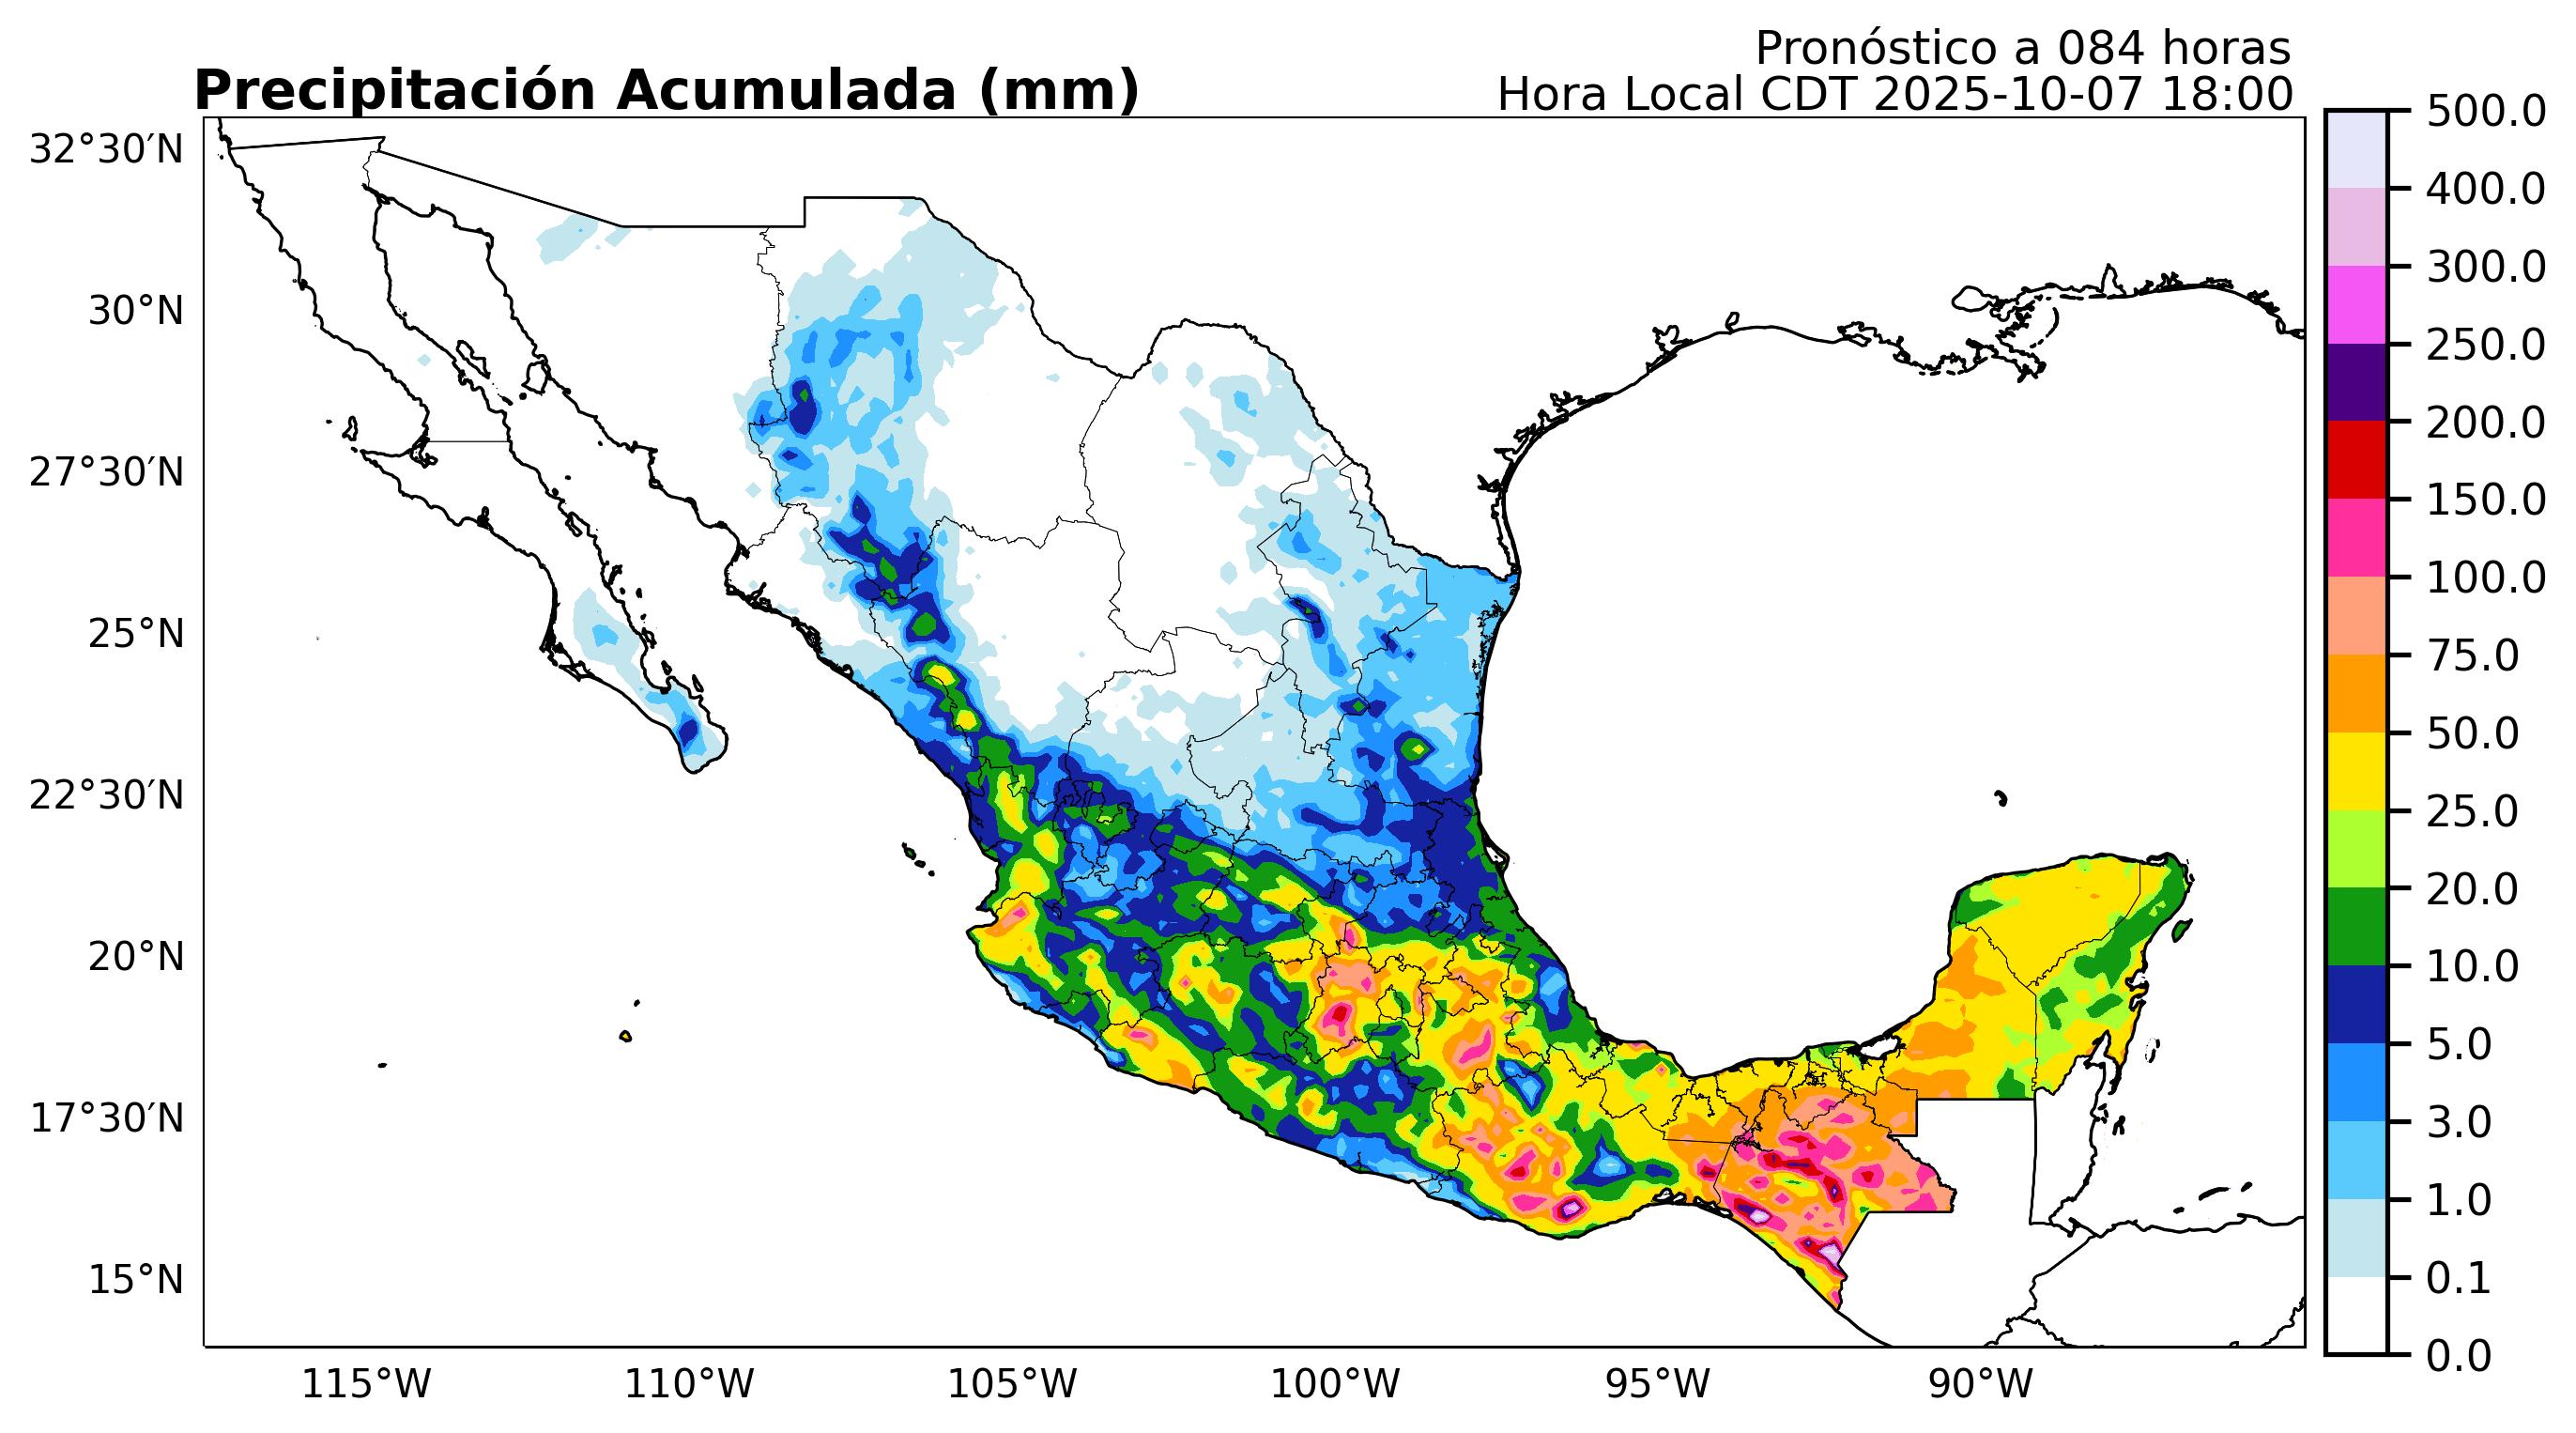 Pronóstico a 084 horas
Precipitación Acumulada (mm)
Hora Local CDT 2025-10-07 18:00
32°30′N
30°N
27°30′N
25°N
22°30′N
20°N
17°30′N
15°N
115°W
110°W
105°W
100°W
95°W
90°W
500.0
400.0
300.0
250.0
200.0
150.0
100.0
75.0
50.0
25.0
20.0
10.0
5.0
3.0
1.0
0.1
0.0